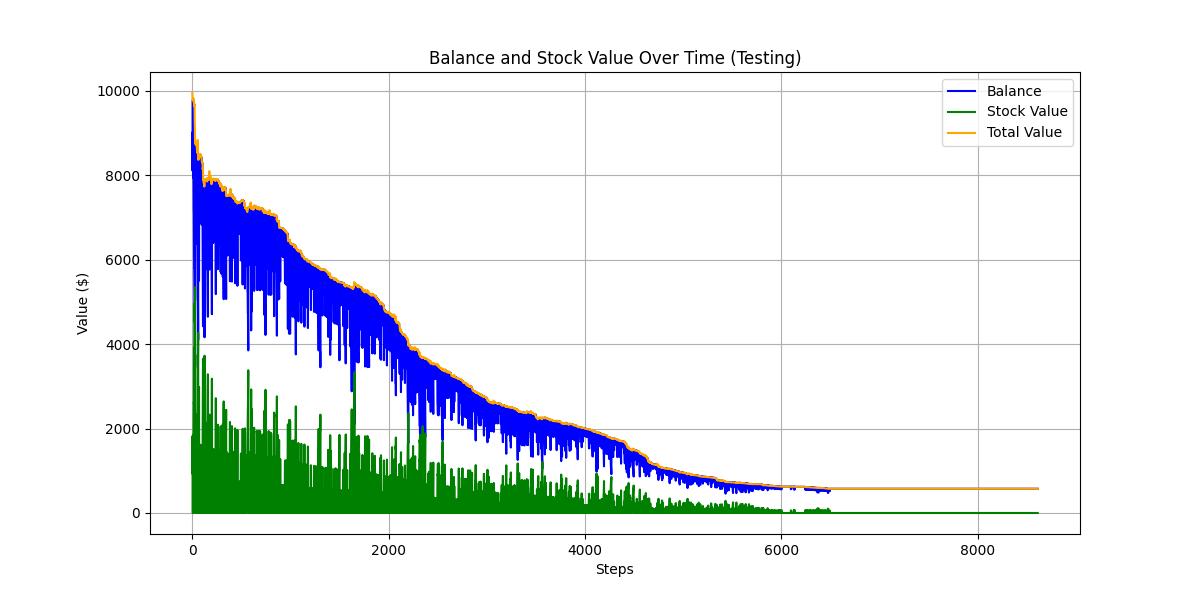 Balance and Stock Value Over Time (Testing)
Balance
Stock Value
Total Value
Value ($)
10000
8000
6000
4000
2000
0
0 2000 4000 6000 8000
Steps